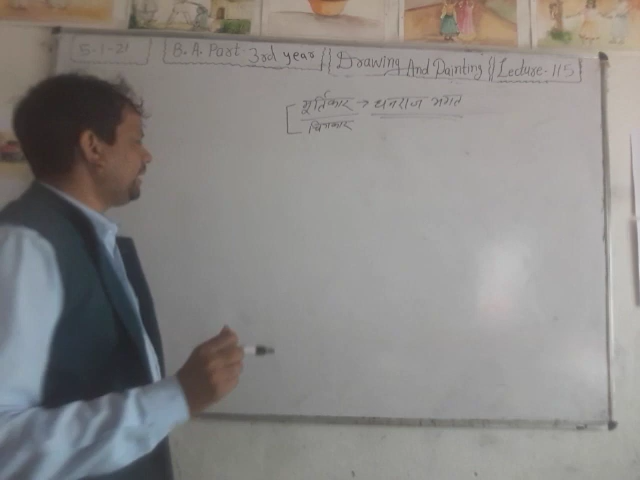 5-1-21 B.A. Part-3rd year || Drawing And Painting || Lecture-115
मूर्तिकार → धनराज भगत
चित्रकार